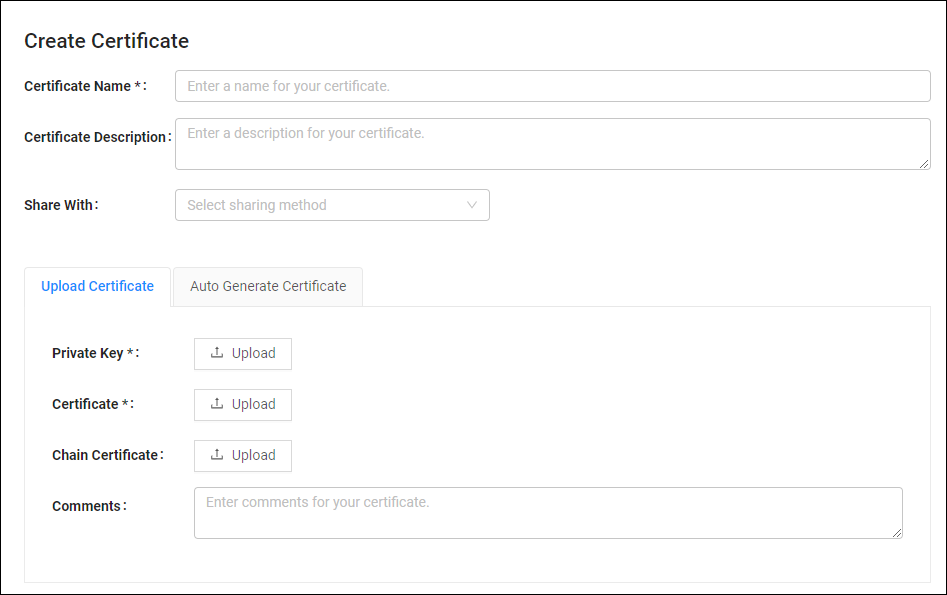 Create Certificate
Certificate Name *: Enter a name for your certificate.
Certificate Description: Enter a description for your certificate.
Share With: Select sharing method
Upload Certificate Auto Generate Certificate
Private Key *: Upload
Certificate *: Upload
Chain Certificate: Upload
Comments: Enter comments for your certificate.